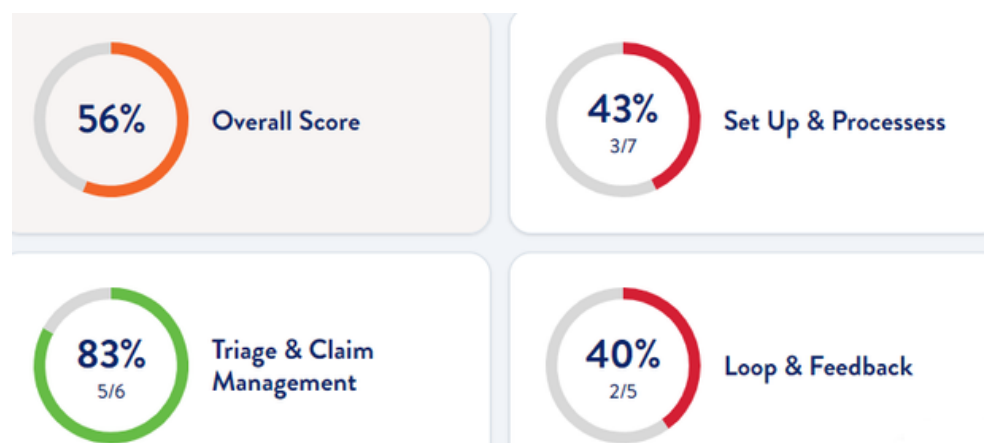 56%
Overall Score
43%
3/7
Set Up & Processess
83%
5/6
Triage & Claim
Management
40%
2/5
Loop & Feedback